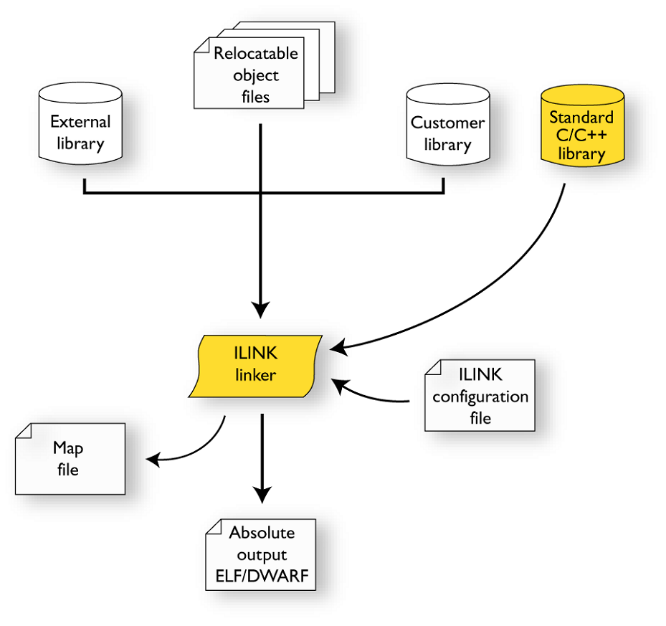 Relocatable
object
files
External
library
Customer
library
Standard
C/C++
library
ILINK
linker
ILINK
configuration
file
Map
file
Absolute
output
ELF/DWARF